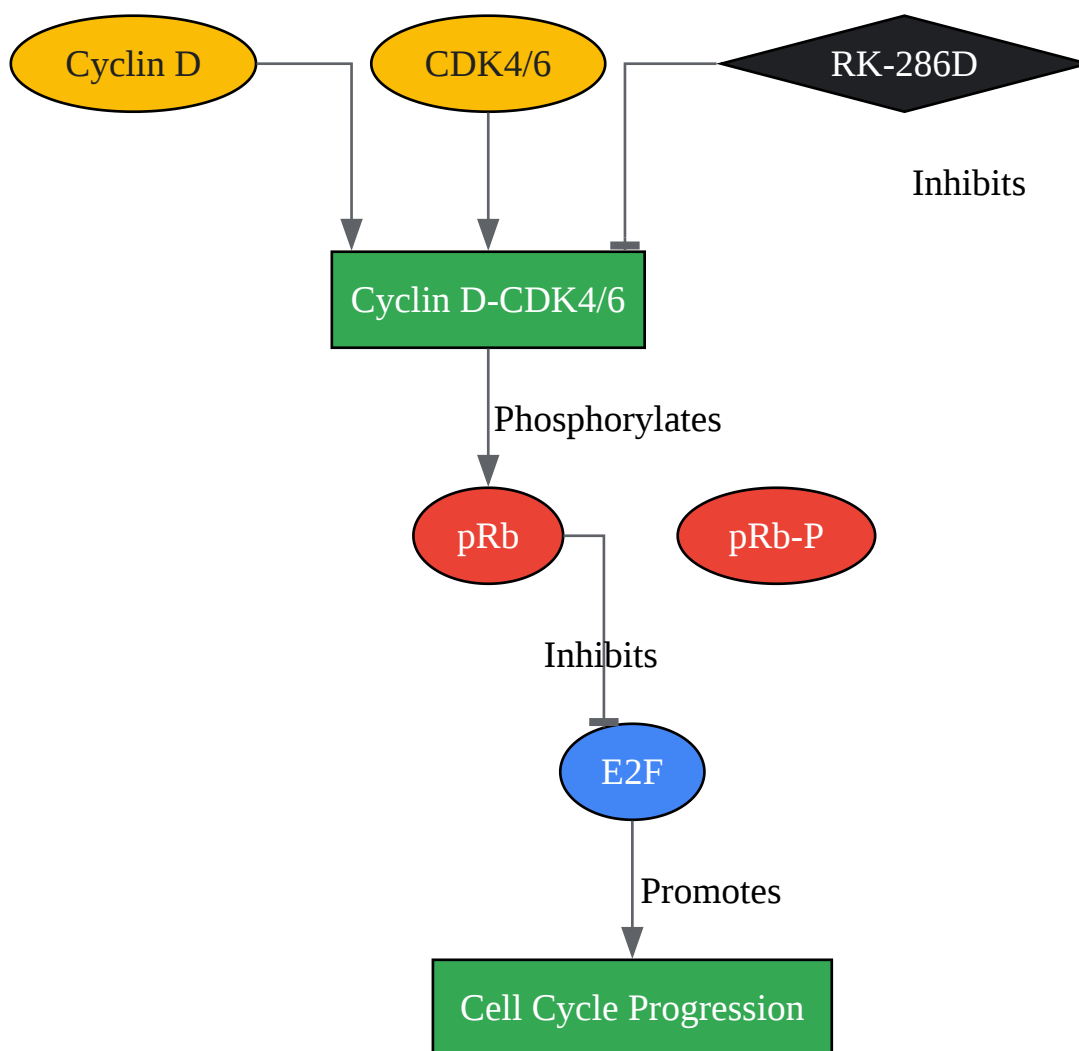 Cyclin D
CDK4/6
RK-286D
Inhibits
Cyclin D-CDK4/6
Phosphorylates
pRb
pRb-P
Inhibits
E2F
Promotes
Cell Cycle Progression